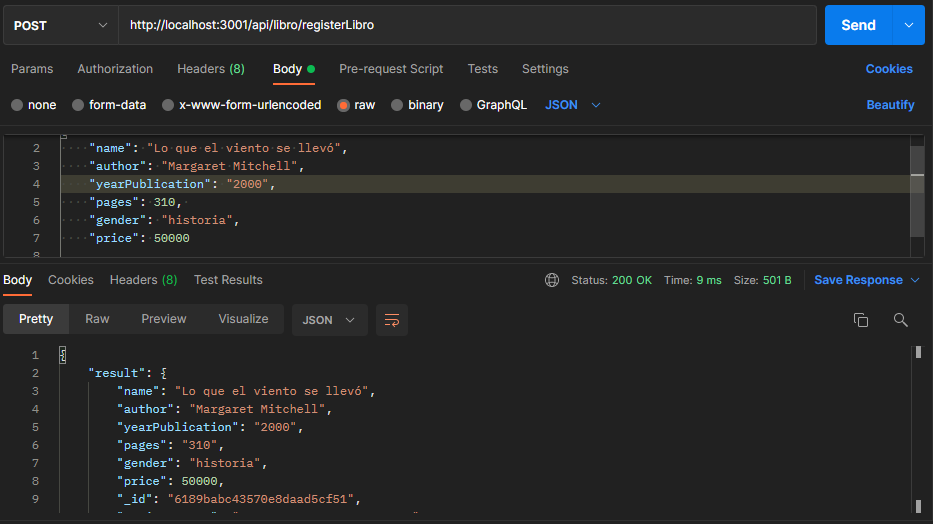 POST http://localhost:3001/api/libro/registerLibro Send
Params Authorization Headers (8) Body Pre-request Script Tests Settings Cookies
none form-data x-www-form-urlencoded raw binary GraphQL JSON Beautify
2 "name": "Lo que el viento se llevó",
3 "author": "Margaret Mitchell",
4 "yearPublication": "2000",
5 "pages": 310,
6 "gender": "historia",
7 "price": 50000
8
Body Cookies Headers (8) Test Results Status: 200 OK Time: 9 ms Size: 501 B Save Response
Pretty Raw Preview Visualize JSON
1 {
2 "result": {
3 "name": "Lo que el viento se llevó",
4 "author": "Margaret Mitchell",
5 "yearPublication": "2000",
6 "pages": "310",
7 "gender": "historia",
8 "price": 50000,
9 "_id": "6189babc43570e8daad5cf51",